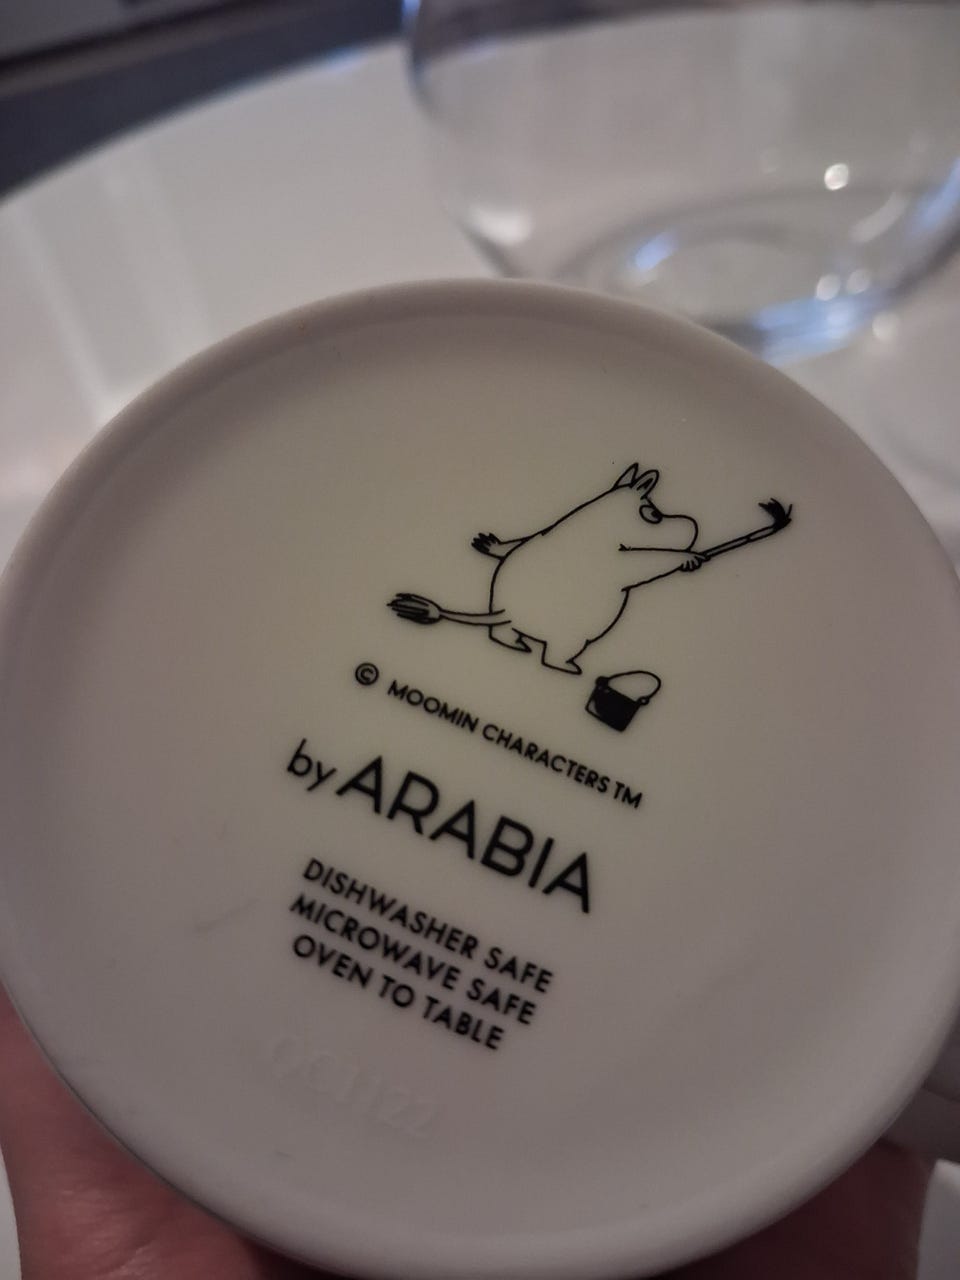 © MOOMIN CHARACTERS TM
by ARABIA
DISHWASHER SAFE
MICROWAVE SAFE
OVEN TO TABLE